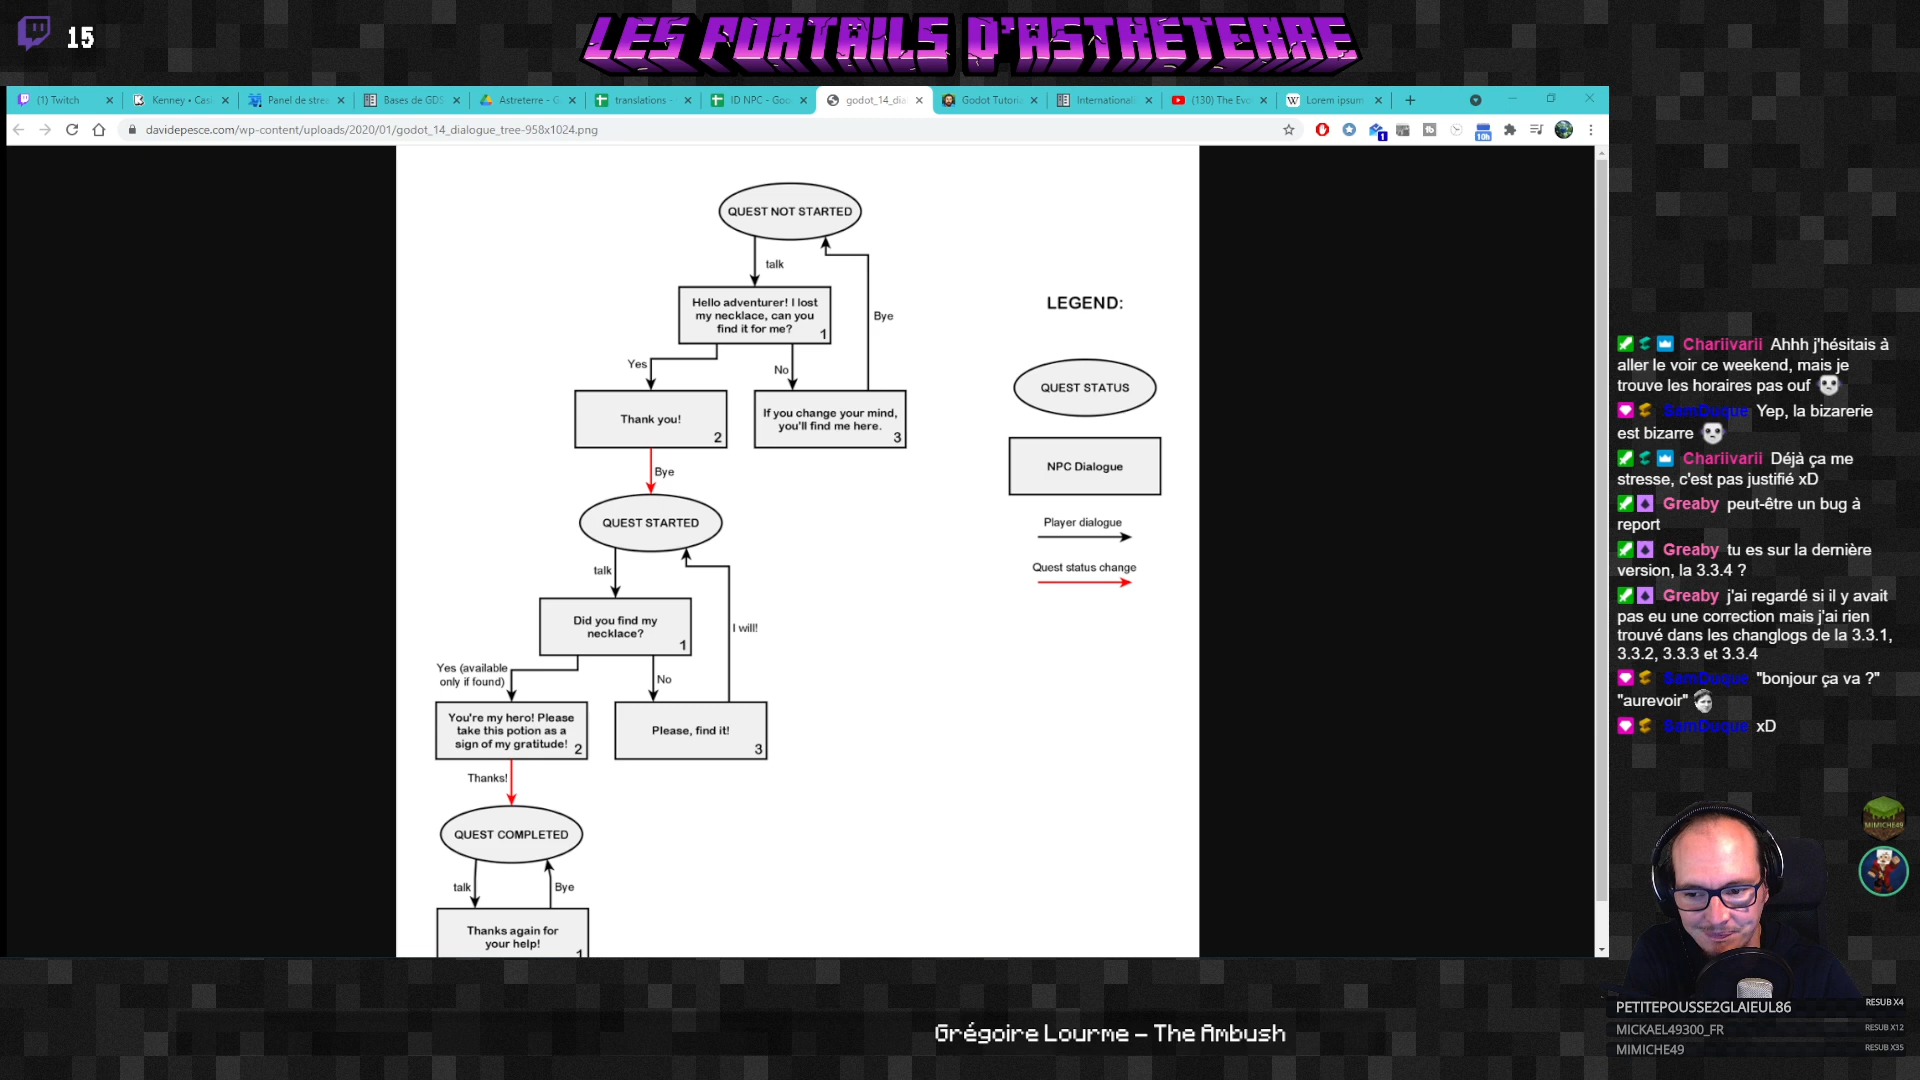 15
LES PORTAILS D'ASTRÉTERRE
(1) Twitch
Kenney • Cas
Panel de strea
Bases de GDS
Astreterre - G
translations -
ID NPC - Goo
godot_14_dia
Godot Tutoria
Internationali
(130) The Evo
Lorem ipsum
davidepesce.com/wp-content/uploads/2020/01/godot_14_dialogue_tree-958x1024.png
1
10h
QUEST NOT STARTED
talk
Hello adventurer! I lost
my necklace, can you
find it for me?
1
Bye
Yes
No
Thank you!
2
If you change your mind,
you'll find me here.
3
Bye
QUEST STARTED
talk
Did you find my
necklace?
1
I will!
Yes (available
only if found)
No
You're my hero! Please
take this potion as a
sign of my gratitude!
2
Please, find it!
3
Thanks!
QUEST COMPLETED
talk
Bye
Thanks again for
your help!
1
LEGEND:
QUEST STATUS
NPC Dialogue
Player dialogue
Quest status change
Chariivarii Ahhh j'hésitais à
aller le voir ce weekend, mais je
trouve les horaires pas ouf
SamDuque Yep, la bizarerie
est bizarre
Chariivarii Déjà ça me
stresse, c'est pas justifié xD
Greaby peut-être un bug à
report
Greaby tu es sur la dernière
version, la 3.3.4 ?
Greaby j'ai regardé si il y avait
pas eu une correction mais j'ai rien
trouvé dans les changlogs de la 3.3.1,
3.3.2, 3.3.3 et 3.3.4
SamDuque "bonjour ça va ?"
"aurevoir"
SamDuque xD
MIMICHE49
PETITEPOUSSE2GLAIEUL86 RESUB X4
MICKAEL49300_FR RESUB X12
MIMICHE49 RESUB X35
Grégoire Lourme – The Ambush